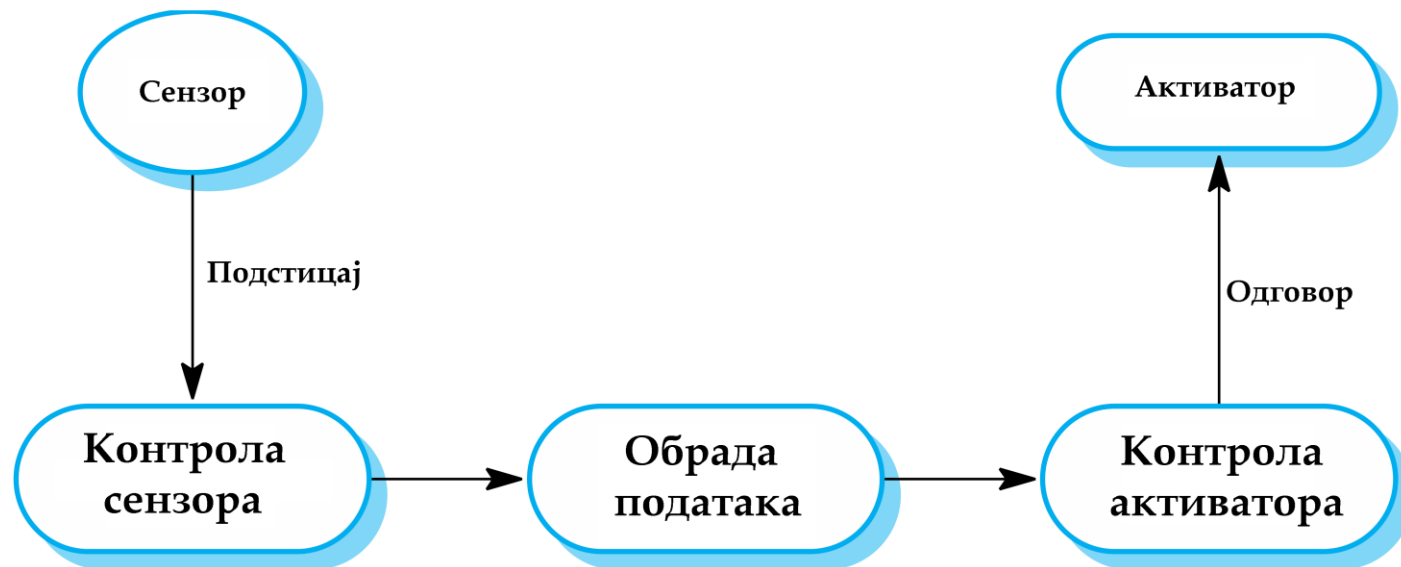 Сензор
Активатор
Подстицај
Одговор
Контрола
сензора
Обрада
података
Контрола
активатора